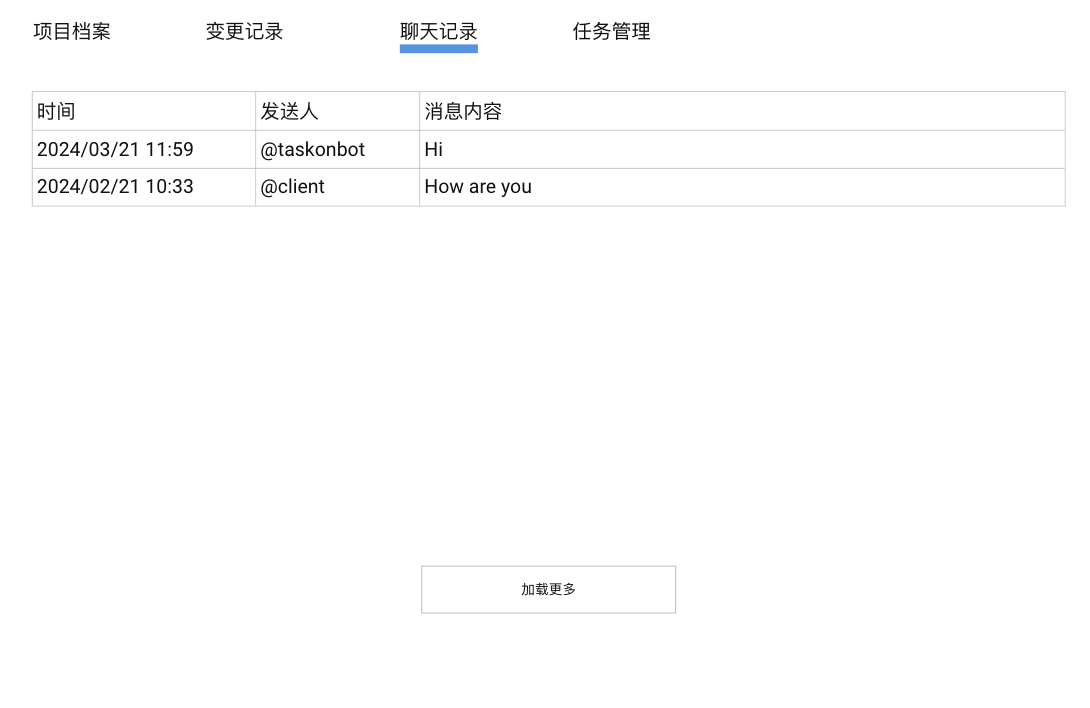 项目档案 变更记录 聊天记录 任务管理
时间 发送人 消息内容
2024/03/21 11:59 @taskonbot Hi
2024/02/21 10:33 @client How are you
加载更多